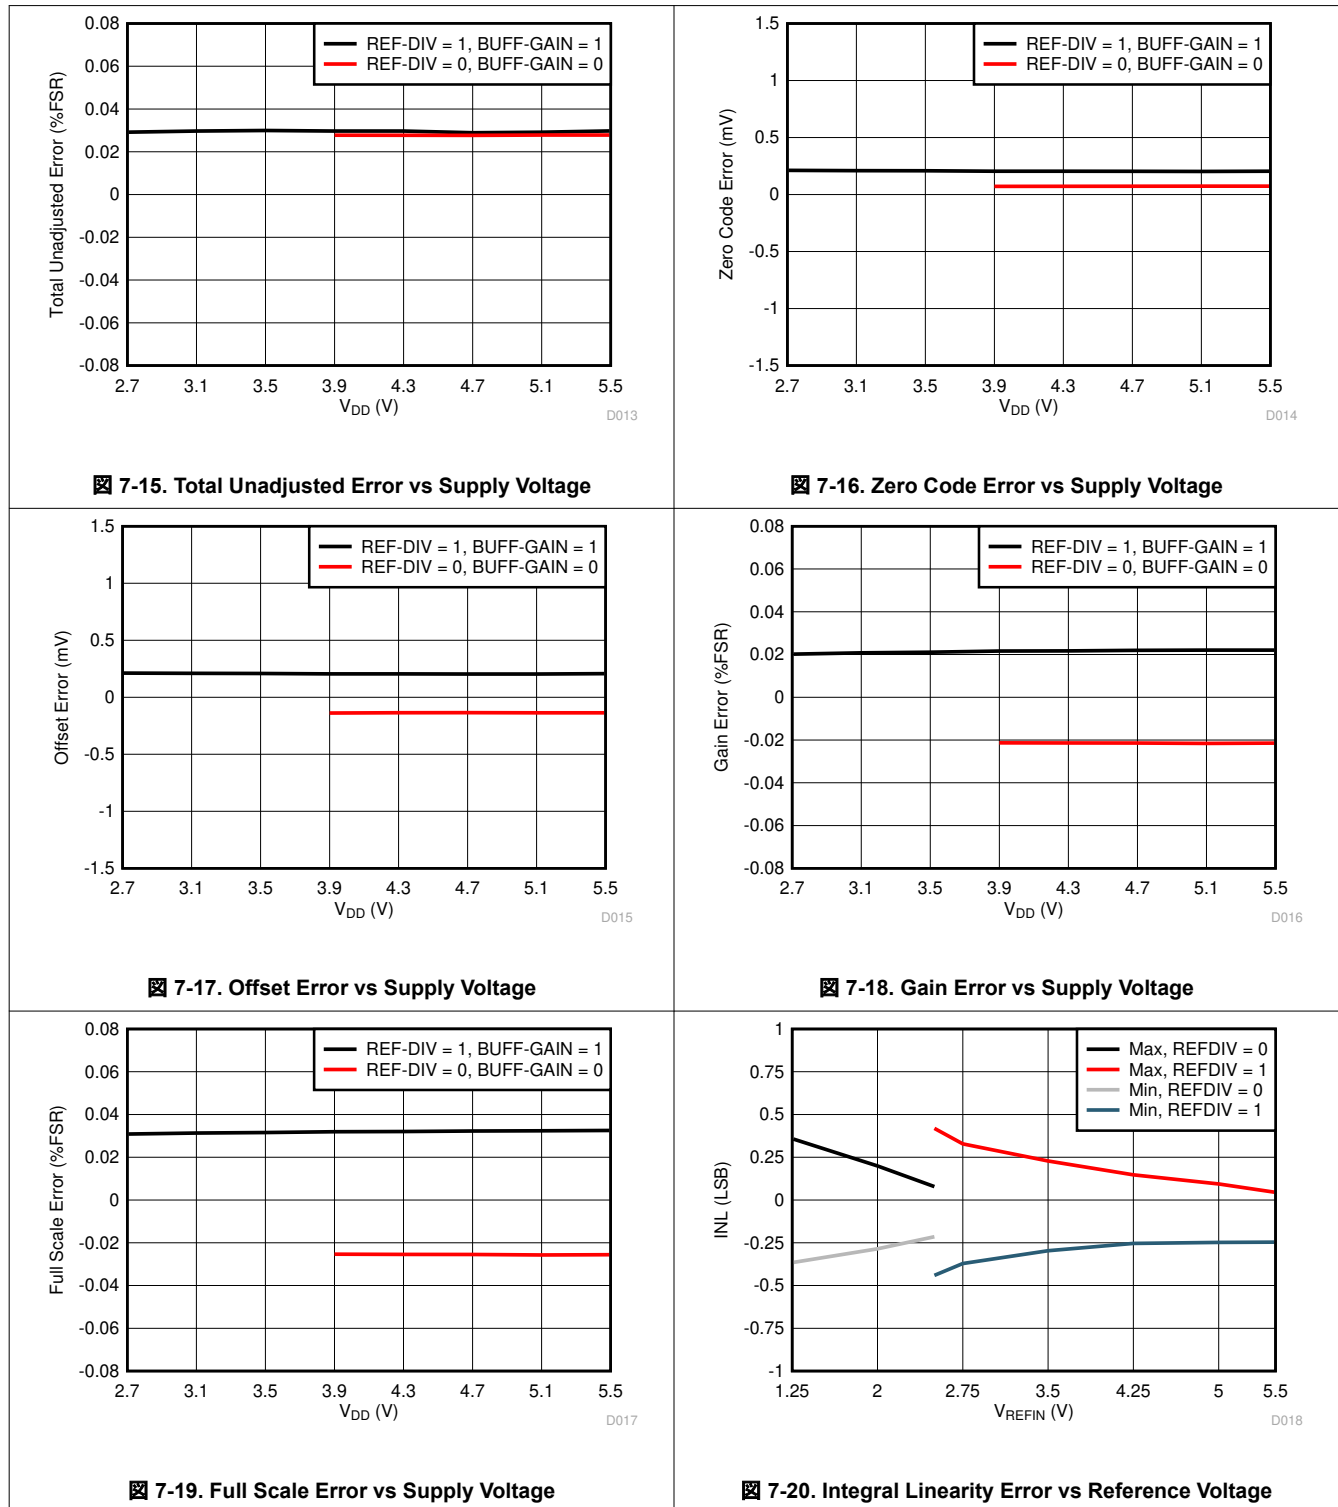 0.08
REF-DIV = 1, BUFF-GAIN = 1
REF-DIV = 0, BUFF-GAIN = 0
0.06
0.04
0.02
0
-0.02
-0.04
-0.06
-0.08
Total Unadjusted Error (%FSR)
2.7 3.1 3.5 3.9 4.3 4.7 5.1 5.5
VDD (V)
D013
図 7-15. Total Unadjusted Error vs Supply Voltage
1.5
REF-DIV = 1, BUFF-GAIN = 1
REF-DIV = 0, BUFF-GAIN = 0
1
0.5
0
-0.5
-1
-1.5
Zero Code Error (mV)
2.7 3.1 3.5 3.9 4.3 4.7 5.1 5.5
VDD (V)
D014
図 7-16. Zero Code Error vs Supply Voltage
1.5
REF-DIV = 1, BUFF-GAIN = 1
REF-DIV = 0, BUFF-GAIN = 0
1
0.5
0
-0.5
-1
-1.5
Offset Error (mV)
2.7 3.1 3.5 3.9 4.3 4.7 5.1 5.5
VDD (V)
D015
図 7-17. Offset Error vs Supply Voltage
0.08
REF-DIV = 1, BUFF-GAIN = 1
REF-DIV = 0, BUFF-GAIN = 0
0.06
0.04
0.02
0
-0.02
-0.04
-0.06
-0.08
Gain Error (%FSR)
2.7 3.1 3.5 3.9 4.3 4.7 5.1 5.5
VDD (V)
D016
図 7-18. Gain Error vs Supply Voltage
0.08
REF-DIV = 1, BUFF-GAIN = 1
REF-DIV = 0, BUFF-GAIN = 0
0.06
0.04
0.02
0
-0.02
-0.04
-0.06
-0.08
Full Scale Error (%FSR)
2.7 3.1 3.5 3.9 4.3 4.7 5.1 5.5
VDD (V)
D017
図 7-19. Full Scale Error vs Supply Voltage
1
Max, REFDIV = 0
Max, REFDIV = 1
Min, REFDIV = 0
Min, REFDIV = 1
0.75
0.5
0.25
0
-0.25
-0.5
-0.75
-1
INL (LSB)
1.25 2 2.75 3.5 4.25 5 5.5
VREFIN (V)
D018
図 7-20. Integral Linearity Error vs Reference Voltage